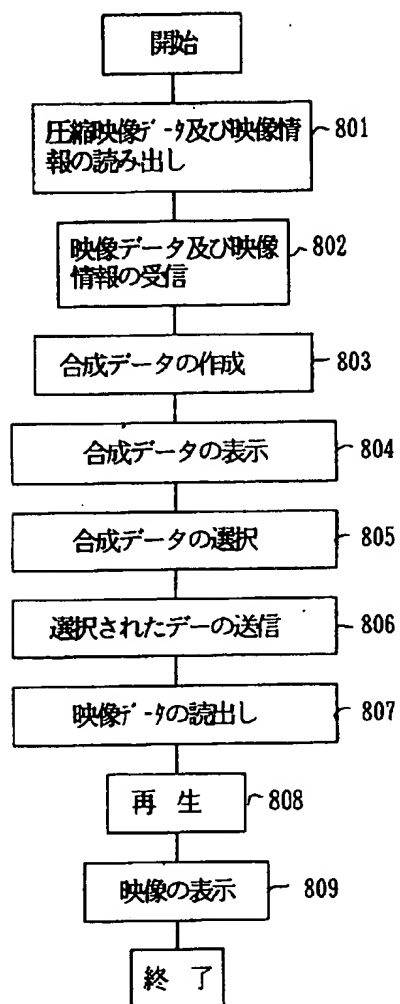 開始
圧縮映像データ及び映像情
報の読み出し
801
映像データ及び映像
情報の受信
802
合成データの作成
803
合成データの表示
804
合成データの選択
805
選択されたデーの送信
806
映像データの読出し
807
再 生
808
映像の表示
809
終 了